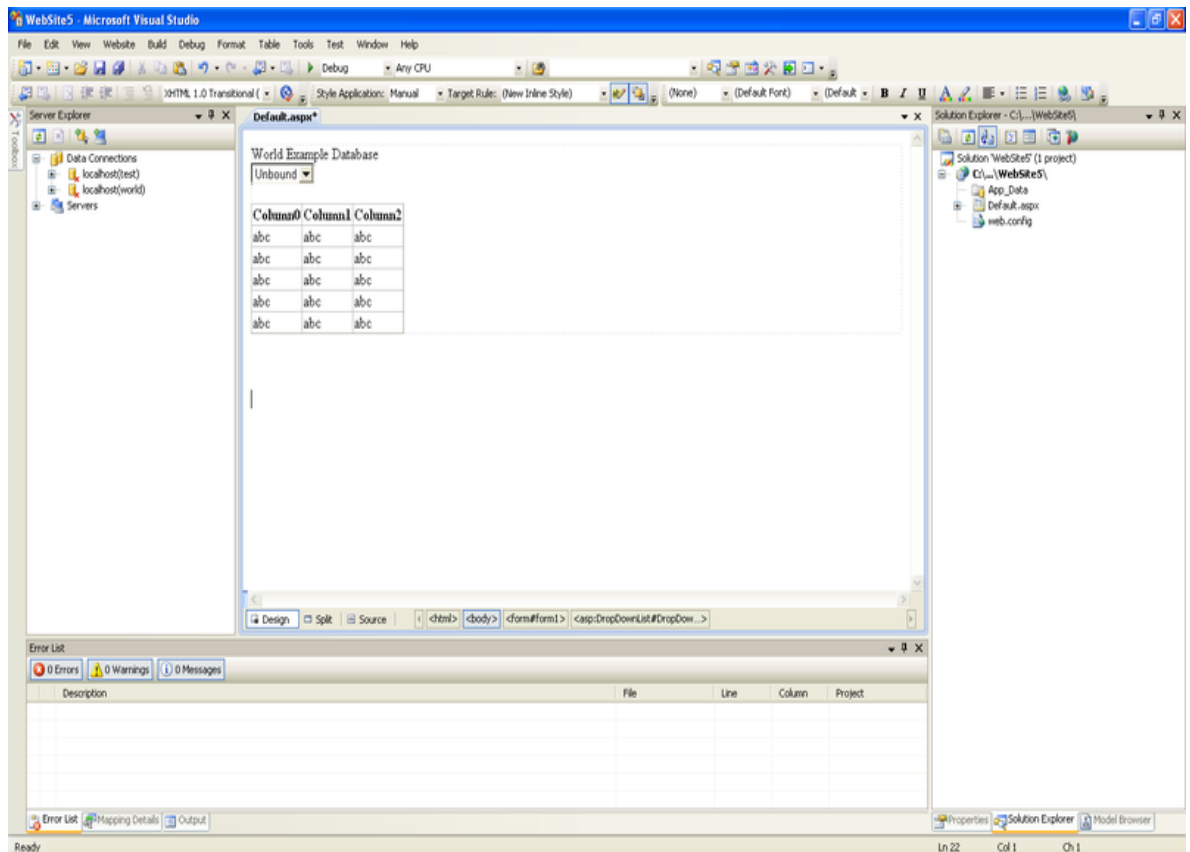 WebSite5 - Microsoft Visual Studio
File Edit View Website Build Debug Format Table Tools Test Window Help
Debug Any CPU
XHTML 1.0 Transitional ( Style Application: Manual Target Rule: (New Inline Style) (None) (Default Font) (Default B I U A
Toolbox
Server Explorer
Data Connections
localhost(test)
localhost(world)
Servers
Default.aspx*
World Example Database
Unbound
Column0 Column1 Column2
abc abc abc
abc abc abc
abc abc abc
abc abc abc
abc abc abc
Design Split Source <html> <body> <form#form1> <asp:DropDownList#DropDow...>
Solution Explorer - C:\...\WebSite5\
Solution 'WebSite5' (1 project)
C:\...\WebSite5\
App_Data
Default.aspx
web.config
Error List
0 Errors 0 Warnings 0 Messages
Description File Line Column Project
Error List Mapping Details Output
Properties Solution Explorer Model Browser
Ready Ln 22 Col 1 Ch 1